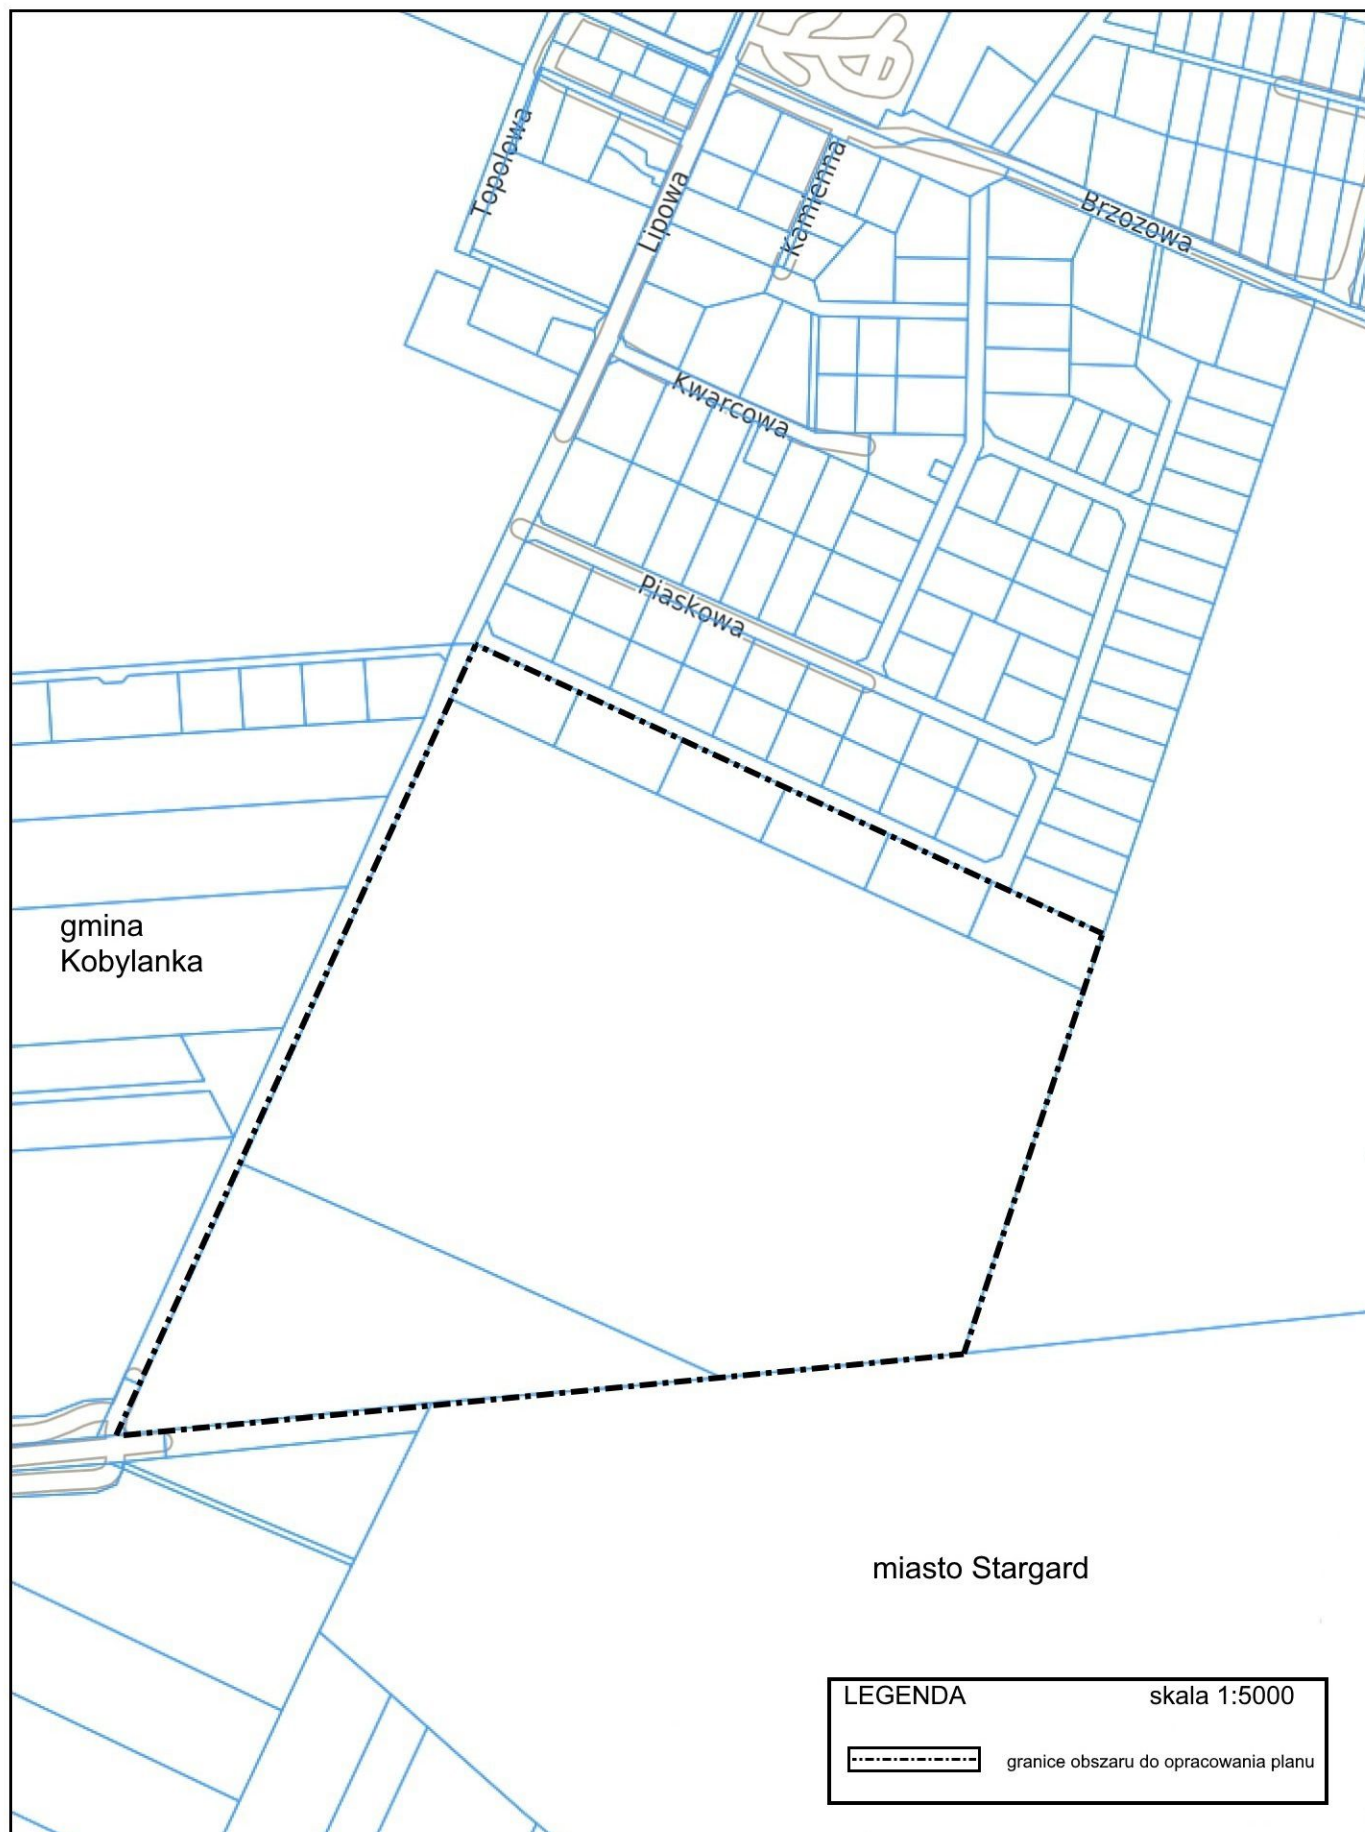 Topolowa
Lipowa
Kamienna
Brzozowa
Kwarcowa
Piaskowa
gmina
Kobylanka
miasto Stargard
LEGENDA skala 1:5000
granice obszaru do opracowania planu